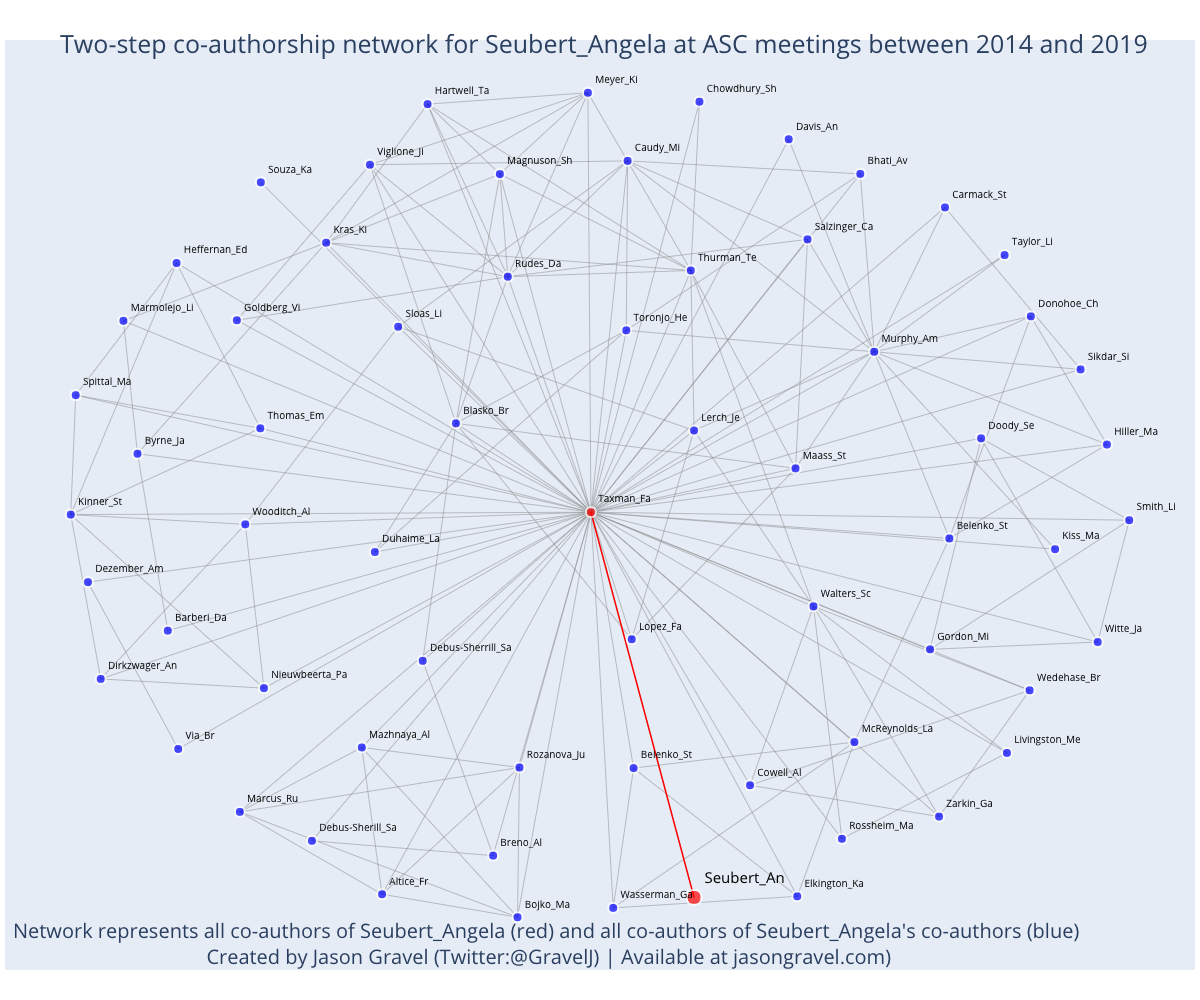 Two-step co-authorship network for Seubert_Angela at ASC meetings between 2014 and 2019
Meyer_Ki
Hartwell_Ta
Chowdhury_Sh
Davis_An
Caudy_Mi
Viglione_Ji
Magnuson_Sh
Bhati_Av
Souza_Ka
Carmack_St
Kras_Ki
Salzinger_Ca
Taylor_Li
Heffernan_Ed
Rudes_Da
Thurman_Te
Marmolejo_Li
Goldberg_Vi
Donohoe_Ch
Sloas_Li
Toronjo_He
Murphy_Am
Sikdar_Si
Spittal_Ma
Thomas_Em
Blasko_Br
Lerch_Je
Doody_Se
Hiller_Ma
Byrne_Ja
Maass_St
Kinner_St
Taxman_Fa
Wooditch_Al
Smith_Li
Belenko_St
Kiss_Ma
Duhaime_La
Dezember_Am
Walters_Sc
Barberi_Da
Lopez_Fa
Gordon_Mi
Witte_Ja
Debus-Sherrill_Sa
Dirkzwager_An
Nieuwbeerta_Pa
Wedehase_Br
Via_Br
Mazhnaya_Al
McReynolds_La
Livingston_Me
Rozanova_Ju
Belenko_St
Cowell_Al
Marcus_Ru
Zarkin_Ga
Debus-Sherill_Sa
Rossheim_Ma
Breno_Al
Altice_Fr
Seubert_An
Elkington_Ka
Wasserman_Ga
Bojko_Ma
Network represents all co-authors of Seubert_Angela (red) and all co-authors of Seubert_Angela's co-authors (blue)
Created by Jason Gravel (Twitter:@GravelJ) | Available at jasongravel.com)